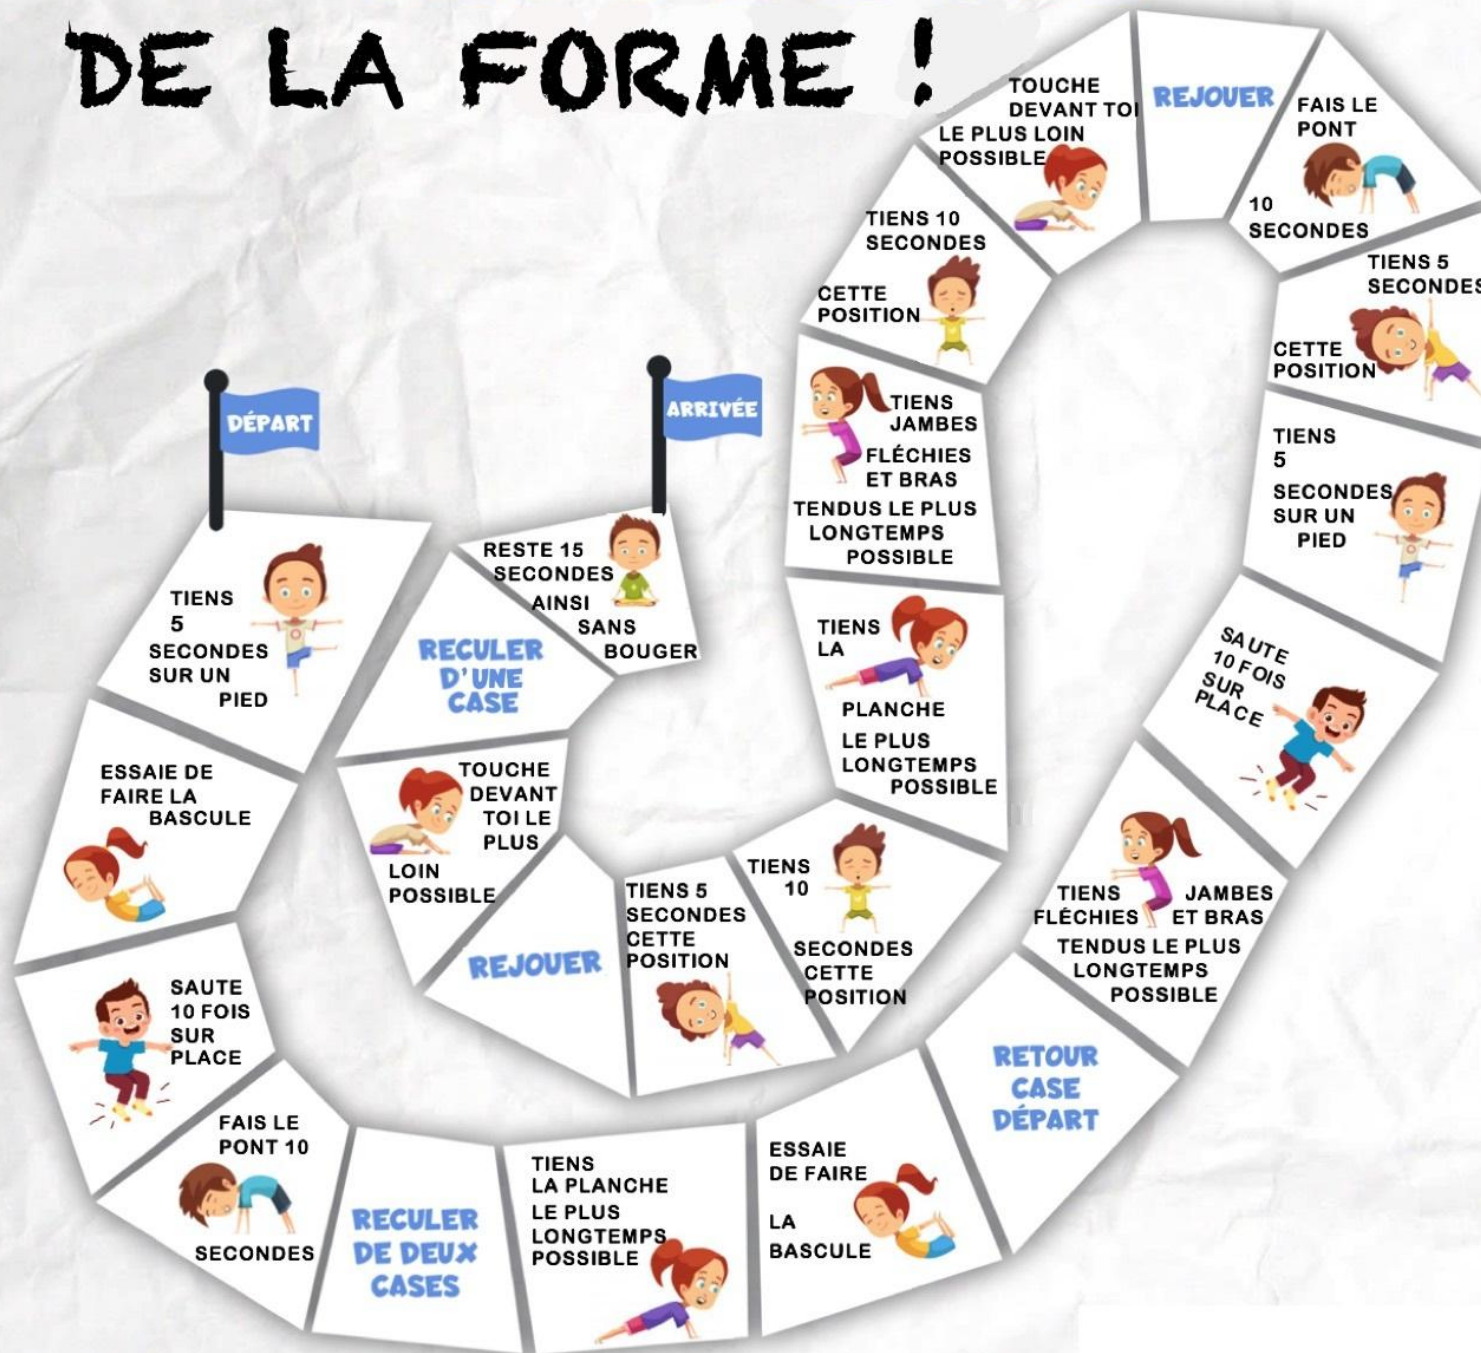 DE LA FORME !
DÉPART
TIENS
5
SECONDES
SUR UN
PIED
ESSAIE DE
FAIRE LA
BASCULE
SAUTE
10 FOIS
SUR
PLACE
FAIS LE
PONT 10
SECONDES
RECULER
DE DEUX
CASES
TIENS
LA PLANCHE
LE PLUS
LONGTEMPS
POSSIBLE
ESSAIE
DE FAIRE
LA
BASCULE
RETOUR
CASE
DÉPART
TIENS JAMBES
FLÉCHIES ET BRAS
TENDUS LE PLUS
LONGTEMPS
POSSIBLE
SAUTE
10 FOIS
SUR
PLACE
TIENS
5
SECONDES
SUR UN
PIED
TIENS 5
SECONDES
CETTE
POSITION
FAIS LE
PONT
10
SECONDES
REJOUER
TOUCHE
DEVANT TOI
LE PLUS LOIN
POSSIBLE
TIENS 10
SECONDES
CETTE
POSITION
TIENS
JAMBES
FLÉCHIES
ET BRAS
TENDUS LE PLUS
LONGTEMPS
POSSIBLE
TIENS
LA
PLANCHE
LE PLUS
LONGTEMPS
POSSIBLE
TIENS
10
SECONDES
CETTE
POSITION
TIENS 5
SECONDES
CETTE
POSITION
REJOUER
TOUCHE
DEVANT
TOI LE
PLUS
LOIN
POSSIBLE
RECULER
D'UNE
CASE
RESTE 15
SECONDES
AINSI
SANS
BOUGER
ARRIVÉE